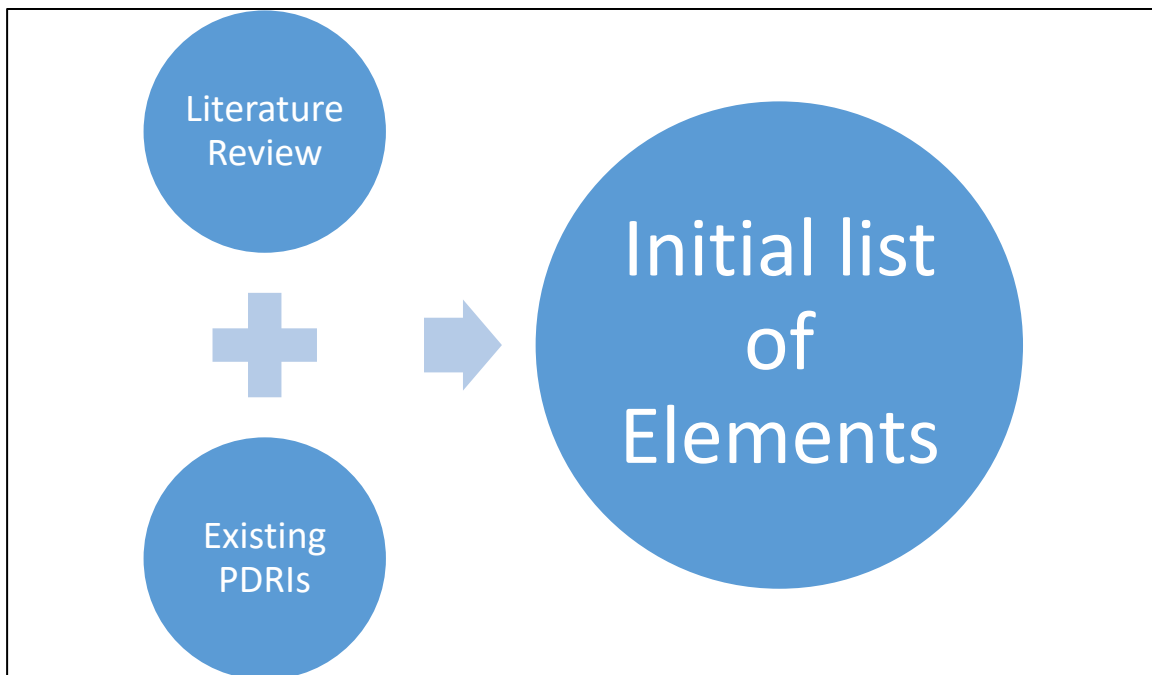 Literature
Review
Existing
PDRIs
Initial list
of
Elements